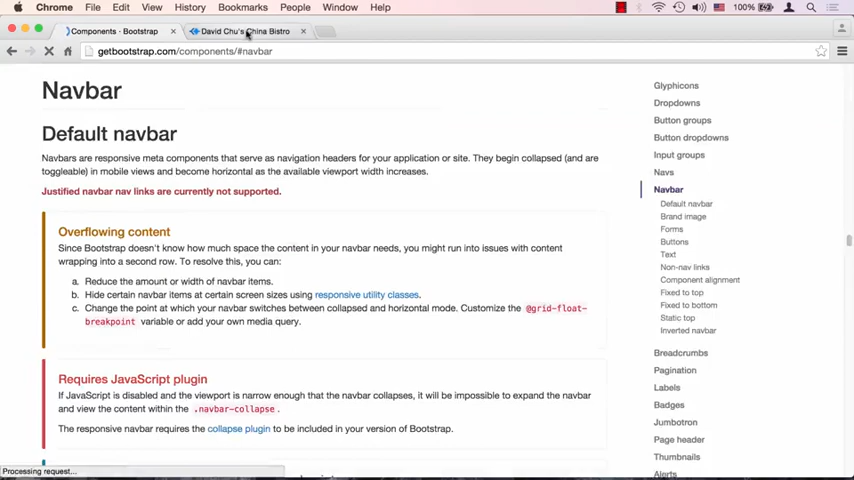 Chrome File Edit View History Bookmarks People Window Help 100%
Components · Bootstrap David Chu's China Bistro
getbootstrap.com/components/#navbar
Navbar
Default navbar
Navbars are responsive meta components that serve as navigation headers for your application or site. They begin collapsed (and are
toggleable) in mobile views and become horizontal as the available viewport width increases.
Justified navbar nav links are currently not supported.
Overflowing content
Since Bootstrap doesn't know how much space the content in your navbar needs, you might run into issues with content
wrapping into a second row. To resolve this, you can:
a. Reduce the amount or width of navbar items.
b. Hide certain navbar items at certain screen sizes using responsive utility classes.
c. Change the point at which your navbar switches between collapsed and horizontal mode. Customize the @grid-float-
breakpoint variable or add your own media query.
Requires JavaScript plugin
If JavaScript is disabled and the viewport is narrow enough that the navbar collapses, it will be impossible to expand the navbar
and view the content within the .navbar-collapse.
The responsive navbar requires the collapse plugin to be included in your version of Bootstrap.
Glyphicons
Dropdowns
Button groups
Button dropdowns
Input groups
Navs
Navbar
Default navbar
Brand image
Forms
Buttons
Text
Non-nav links
Component alignment
Fixed to top
Fixed to bottom
Static top
Inverted navbar
Breadcrumbs
Pagination
Labels
Badges
Jumbotron
Page header
Thumbnails
Alerts
Processing request...